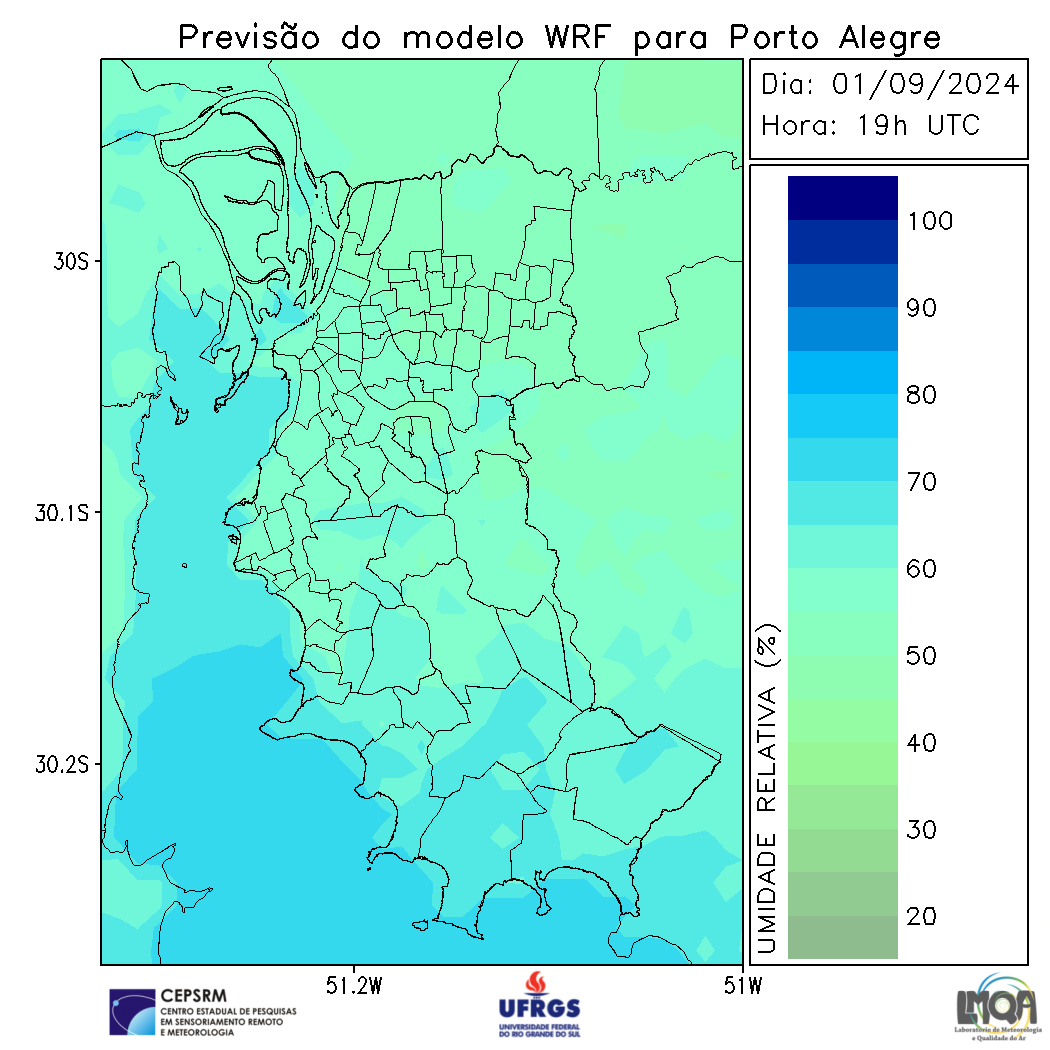 Previsão do modelo WRF para Porto Alegre
Dia: 01/09/2024
Hora: 19h UTC
30S
30.1S
30.2S
51.2W
51W
UMIDADE RELATIVA (%)
100
90
80
70
60
50
40
30
20
CEPSRM
CENTRO ESTADUAL DE PESQUISAS
EM SENSORIAMENTO REMOTO
E METEOROLOGIA
UFRGS
UNIVERSIDADE FEDERAL
DO RIO GRANDE DO SUL
LMQA
Laboratório de Meteorologia
e Qualidade do Ar